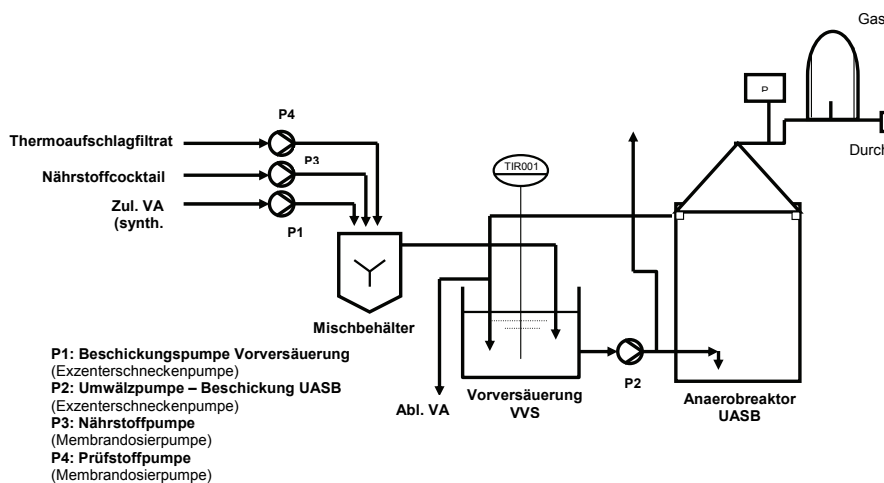 Gas
P
P4
Thermoaufschlagfiltrat
P3
Nährstoffcocktail
TIR001
Durch
Zul. VA
(synth.
P1
Mischbehälter
P1: Beschickungspumpe Vorversäuerung
(Exzenterschneckenpumpe)
P2: Umwälzpumpe – Beschickung UASB
(Exzenterschneckenpumpe)
P3: Nährstoffpumpe
(Membrandosierpumpe)
P4: Prüfstoffpumpe
(Membrandosierpumpe)
Abl. VA
Vorversäuerung
VVS
P2
Anaerobreaktor
UASB